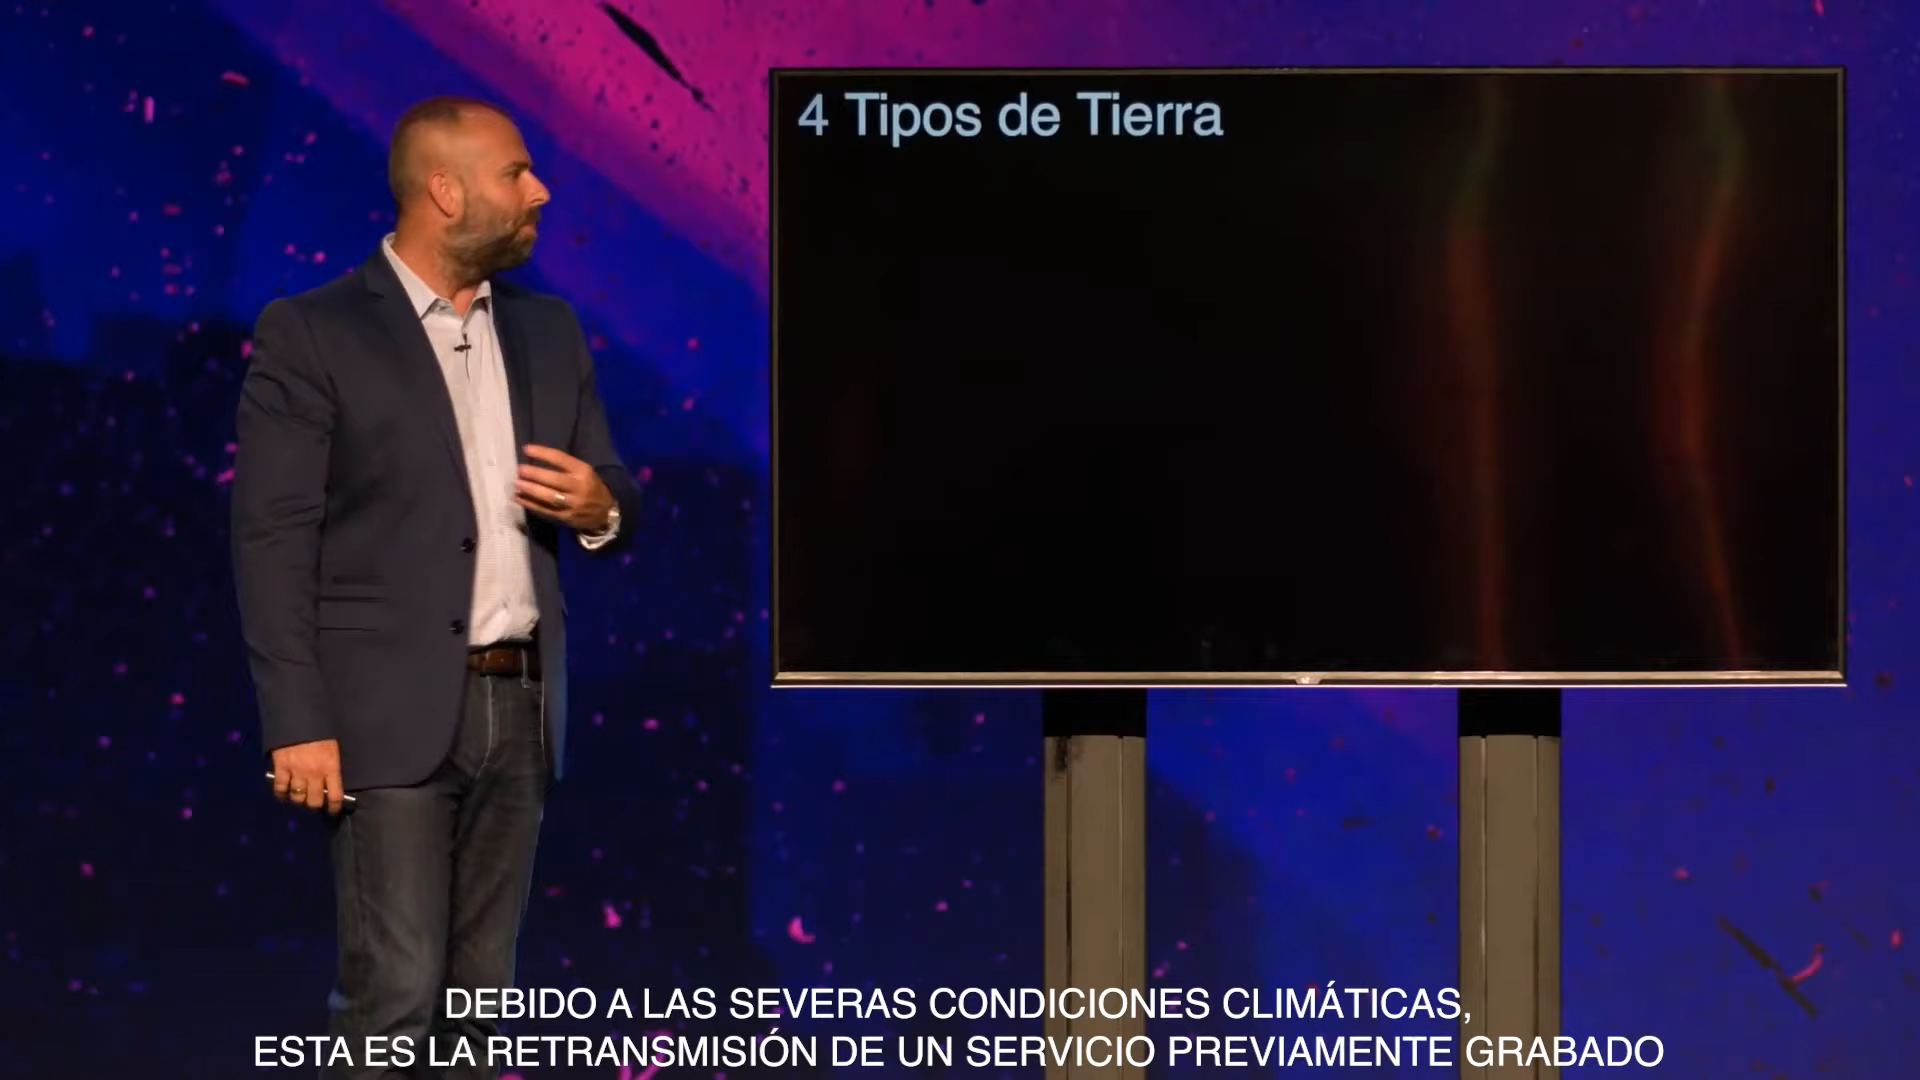 4 Tipos de Tierra
DEBIDO A LAS SEVERAS CONDICIONES CLIMÁTICAS,
ESTA ES LA RETRANSMISIÓN DE UN SERVICIO PREVIAMENTE GRABADO